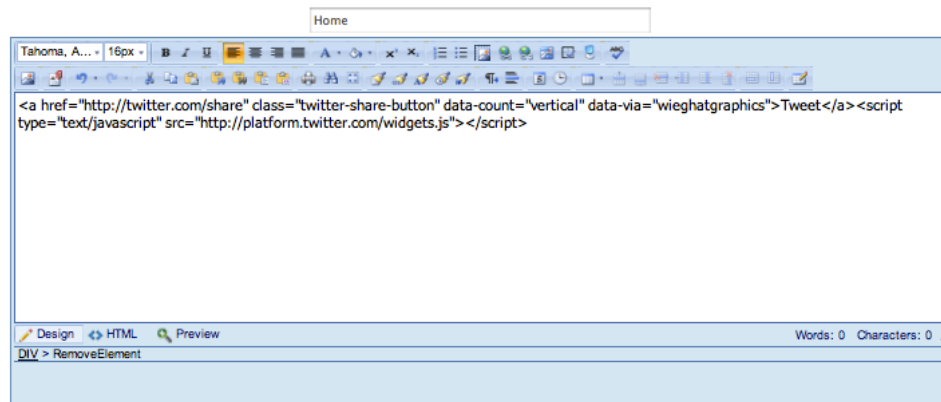 Home
Tahoma, A... 16px B I U A
<a href="http://twitter.com/share" class="twitter-share-button" data-count="vertical" data-via="wieghatgraphics">Tweet</a><script
type="text/javascript" src="http://platform.twitter.com/widgets.js"></script>
Design HTML Preview Words: 0 Characters: 0
DIV > RemoveElement